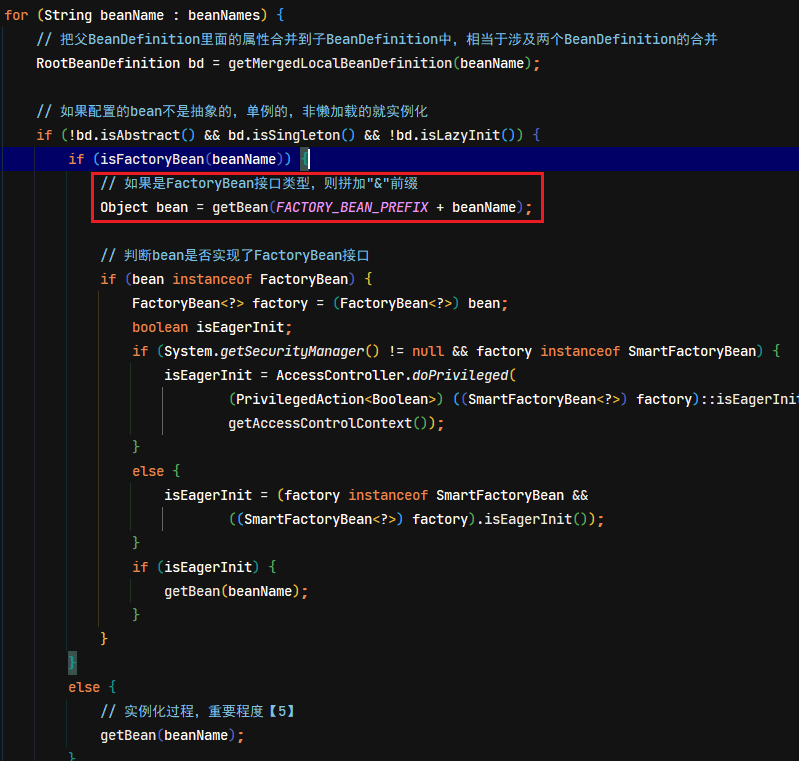 for (String beanName : beanNames) {
// 把父BeanDefinition里面的属性合并到子BeanDefinition中，相当于涉及两个BeanDefinition的合并
RootBeanDefinition bd = getMergedLocalBeanDefinition(beanName);
// 如果配置的bean不是抽象的，单例的，非懒加载的就实例化
if (!bd.isAbstract() && bd.isSingleton() && !bd.isLazyInit()) {
if (isFactoryBean(beanName)) {
// 如果是FactoryBean接口类型，则拼加"&"前缀
Object bean = getBean(FACTORY_BEAN_PREFIX + beanName);
// 判断bean是否实现了FactoryBean接口
if (bean instanceof FactoryBean) {
FactoryBean<?> factory = (FactoryBean<?>) bean;
boolean isEagerInit;
if (System.getSecurityManager() != null && factory instanceof SmartFactoryBean) {
isEagerInit = AccessController.doPrivileged(
(PrivilegedAction<Boolean>) ((SmartFactoryBean<?>) factory)::isEagerInit
getAccessControlContext());
}
else {
isEagerInit = (factory instanceof SmartFactoryBean &&
((SmartFactoryBean<?>) factory).isEagerInit());
}
if (isEagerInit) {
getBean(beanName);
}
}
}
else {
// 实例化过程，重要程度【5】
getBean(beanName);
}